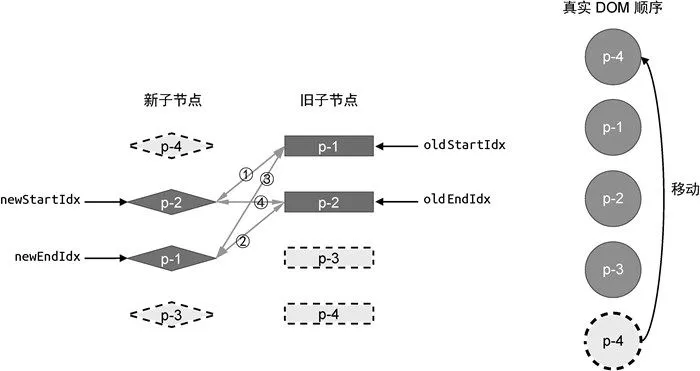 真实 DOM 顺序
p-4
新子节点
旧子节点
p-4
p-1
oldStartIdx
p-1
①
③
newStartIdx
p-2
④
p-2
oldEndIdx
p-2
移动
②
newEndIdx
p-1
p-3
p-3
p-3
p-4
p-4